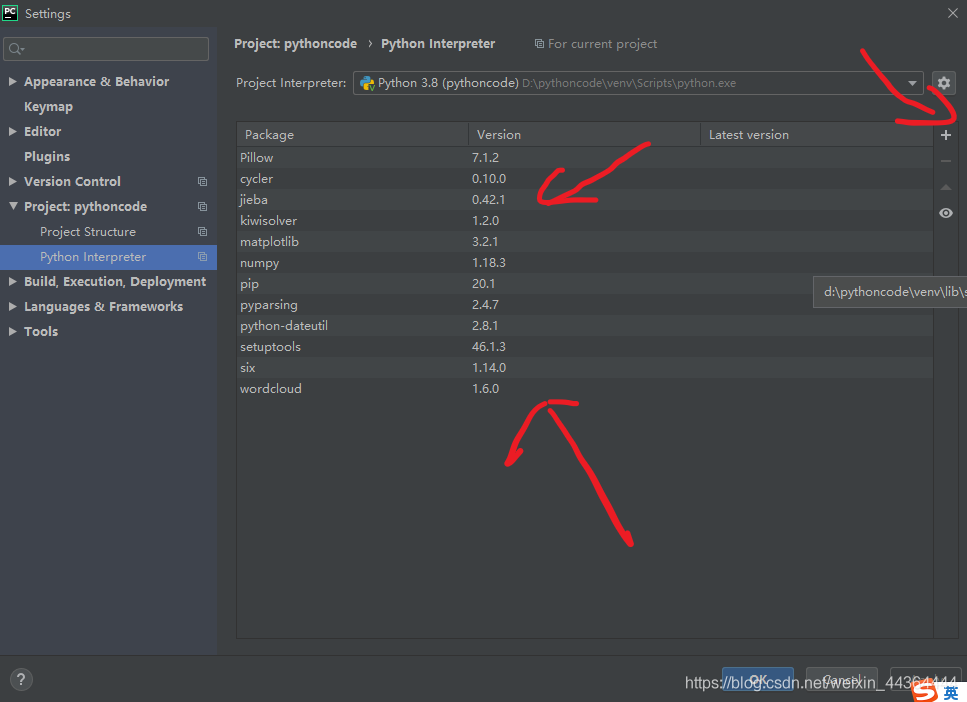 PC Settings
Project: pythoncode › Python Interpreter For current project
Project Interpreter: Python 3.8 (pythoncode) D:\pythoncode\venv\Scripts\python.exe
Appearance & Behavior
Keymap
Editor
Plugins
Version Control
Project: pythoncode
Project Structure
Python Interpreter
Build, Execution, Deployment
Languages & Frameworks
Tools
Package Version Latest version
Pillow 7.1.2
cycler 0.10.0
jieba 0.42.1
kiwisolver 1.2.0
matplotlib 3.2.1
numpy 1.18.3
pip 20.1
pyparsing 2.4.7
python-dateutil 2.8.1
setuptools 46.1.3
six 1.14.0
wordcloud 1.6.0
d:\pythoncode\venv\lib\s
?
OK Cancel
https://blog.csdn.net/weixin_44364444
S 英